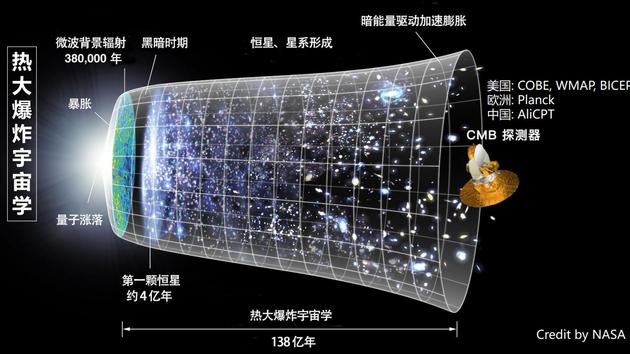 热大爆炸宇宙学
微波背景辐射
380,000 年
黑暗时期
恒星、星系形成
暗能量驱动加速膨胀
暴胀
量子涨落
第一颗恒星
约4亿年
美国: COBE, WMAP, BICEP
欧洲: Planck
中国: AliCPT
CMB 探测器
热大爆炸宇宙学
138亿年
Credit by NASA